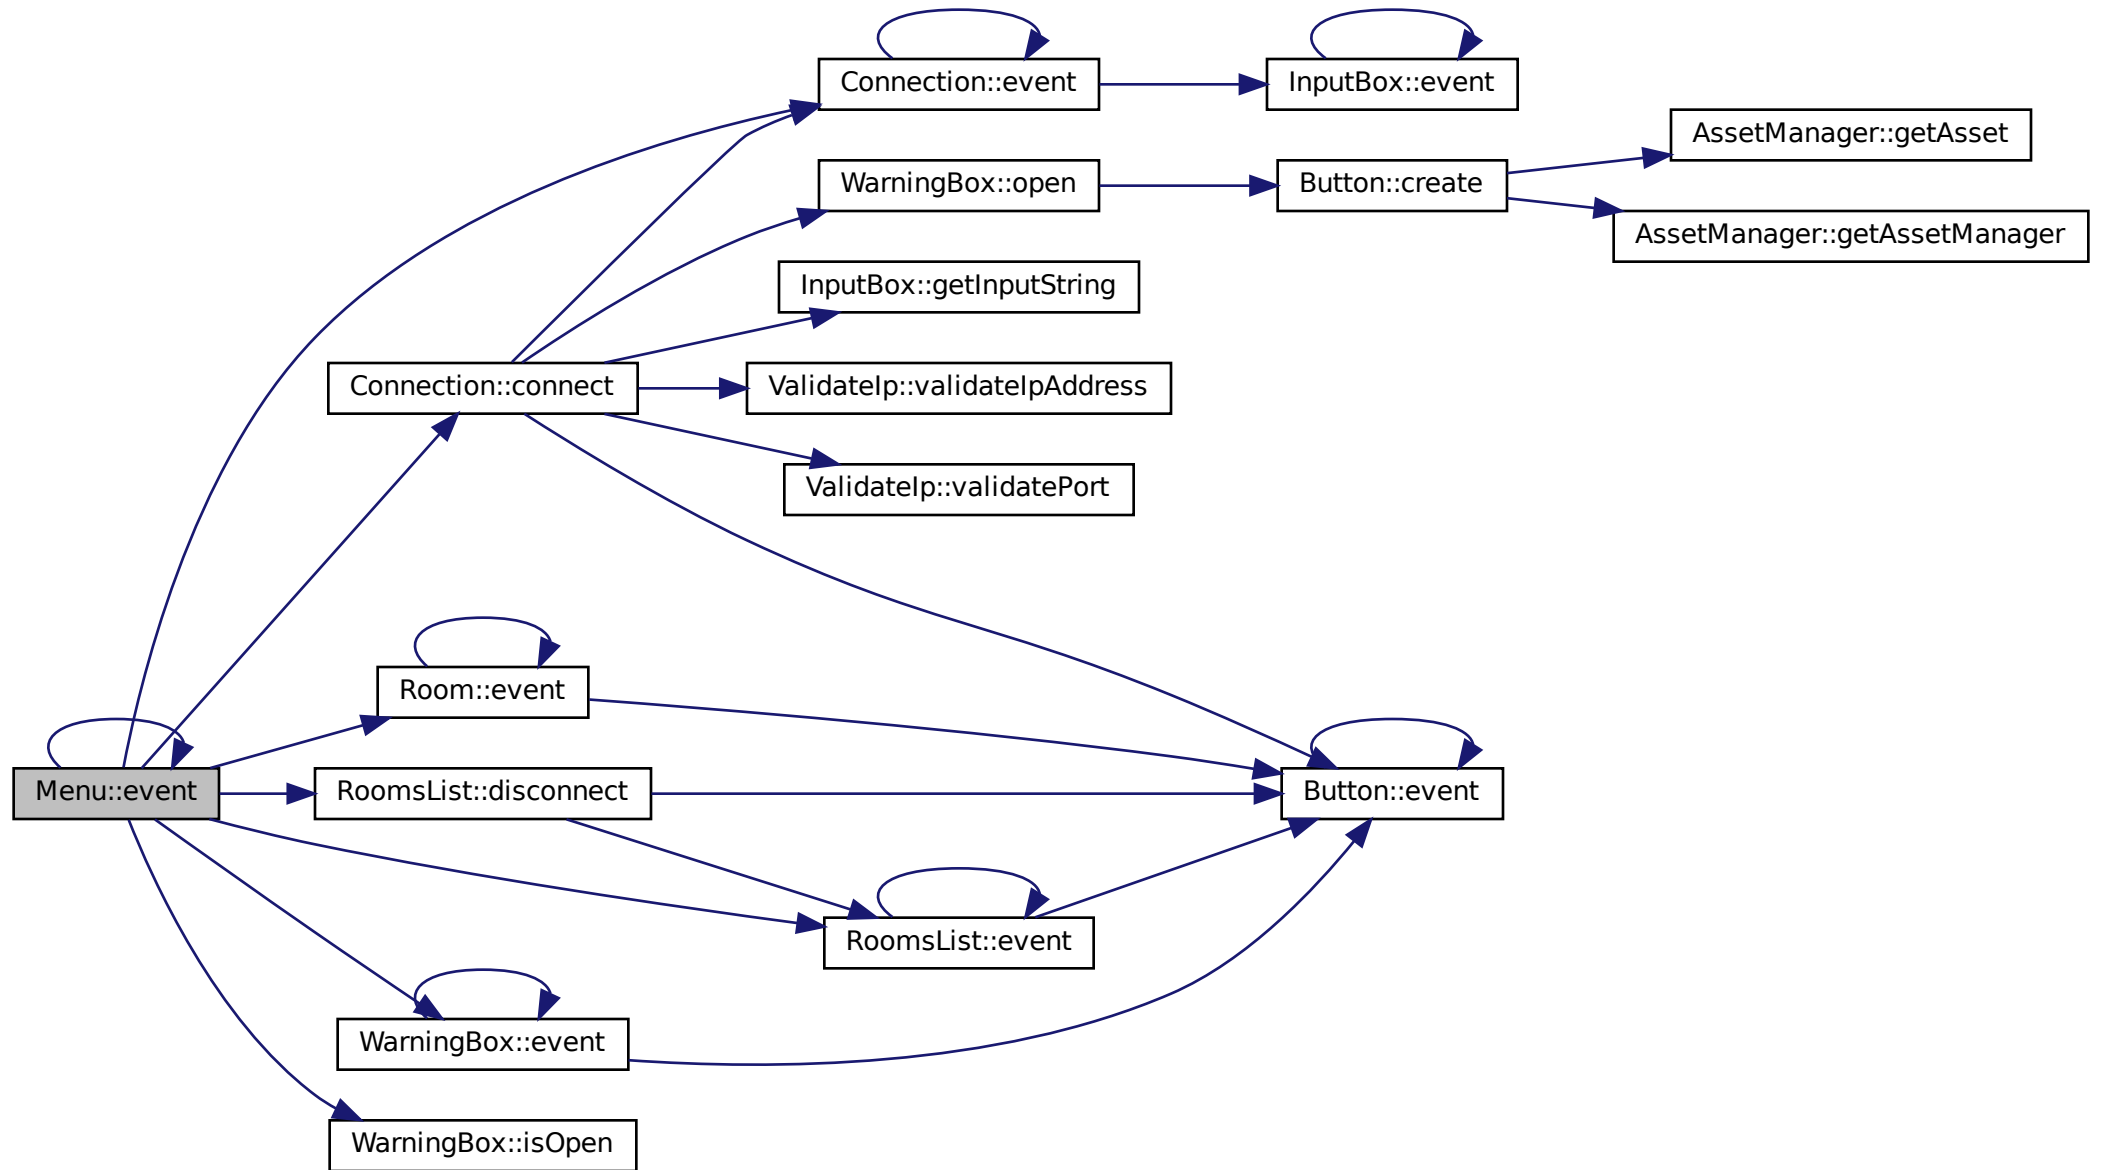 Connection::event
InputBox::event
AssetManager::getAsset
WarningBox::open
Button::create
AssetManager::getAssetManager
InputBox::getInputString
Connection::connect
ValidateIp::validateIpAddress
ValidateIp::validatePort
Room::event
Menu::event
RoomsList::disconnect
Button::event
RoomsList::event
WarningBox::event
WarningBox::isOpen